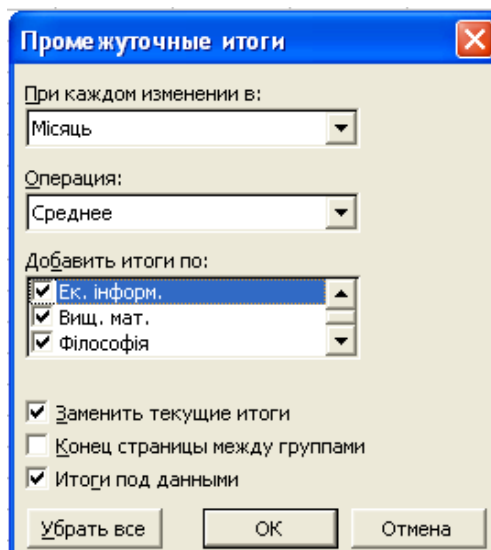 Промежуточные итоги
При каждом изменении в:
Місяць
Операция:
Среднее
Добавить итоги по:
Ек. інформ.
Вищ. мат.
Філософія
Заменить текущие итоги
Конец страницы между группами
Итоги под данными
Убрать все ОК Отмена